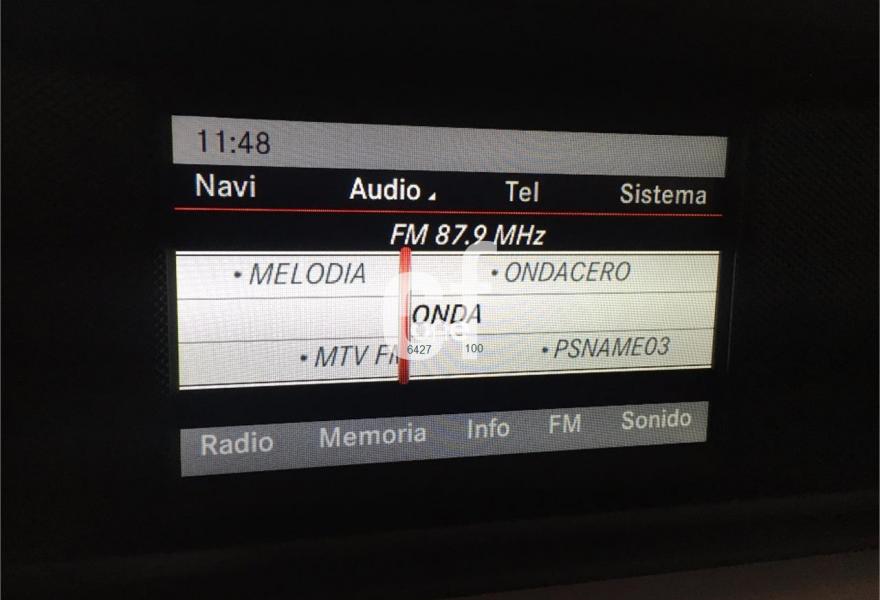 11:48
Navi Audio Tel Sistema
FM 87.9 MHz
• MELODIA • ONDACERO
ONDA
• MTV FM • PSNAME03
6427 100
Radio Memoria Info FM Sonido